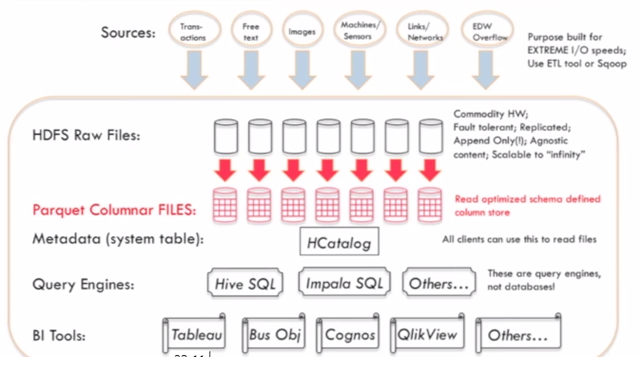 Sources:
Trans-
actions
Free
text
Images
Machines/
Sensors
Links/
Networks
EDW
Overflow
Purpose built for
EXTREME I/O speeds;
Use ETL tool or Sqoop
HDFS Raw Files:
Commodity HW;
Fault tolerant; Replicated;
Append Only(!); Agnostic
content; Scalable to "infinity"
Parquet Columnar FILES:
Read optimized schema defined
column store
Metadata (system table):
HCatalog
All clients can use this to read files
Query Engines:
Hive SQL
Impala SQL
Others...
These are query engines,
not databases!
BI Tools:
Tableau
Bus Obj
Cognos
QlikView
Others...